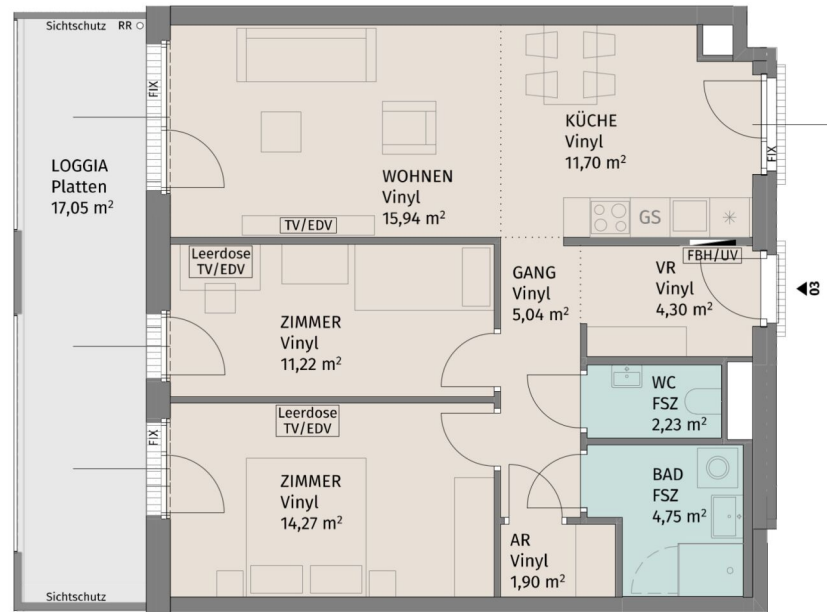 Sichtschutz
RR
FIX
LOGGIA
Platten
17,05 m²
WOHNEN
Vinyl
15,94 m²
TV/EDV
KÜCHE
Vinyl
11,70 m²
FIX
GS
Leerdose
TV/EDV
ZIMMER
Vinyl
11,22 m²
GANG
Vinyl
5,04 m²
FBH/UV
VR
Vinyl
4,30 m²
03
WC
FSZ
2,23 m²
FIX
Leerdose
TV/EDV
ZIMMER
Vinyl
14,27 m²
BAD
FSZ
4,75 m²
AR
Vinyl
1,90 m²
Sichtschutz